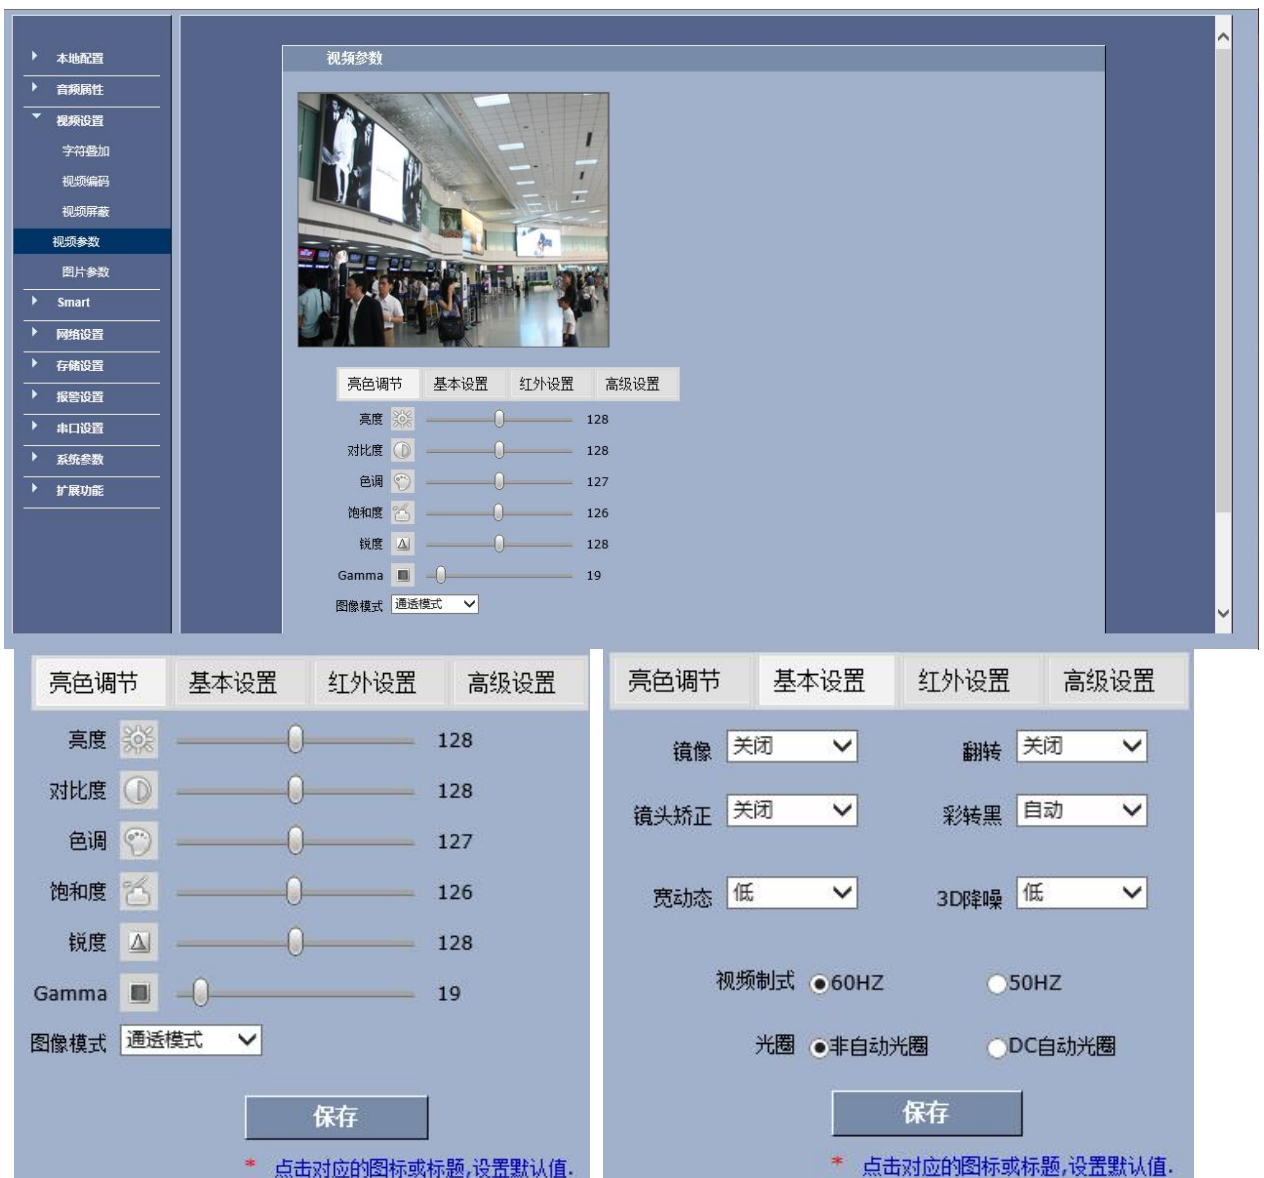 本地配置
音频属性
视频设置
字符叠加
视频编码
视频屏蔽
视频参数
图片参数
Smart
网络设置
存储设置
报警设置
串口设置
系统参数
扩展功能
视频参数
亮色调节 基本设置 红外设置 高级设置
亮度 128
对比度 128
色调 127
饱和度 126
锐度 128
Gamma 19
图像模式 通透模式
亮色调节 基本设置 红外设置 高级设置
亮度 128
对比度 128
色调 127
饱和度 126
锐度 128
Gamma 19
图像模式 通透模式
保存
* 点击对应的图标或标题,设置默认值.
亮色调节 基本设置 红外设置 高级设置
镜像 关闭 翻转 关闭
镜头矫正 关闭 彩转黑 自动
宽动态 低 3D降噪 低
视频制式 60HZ 50HZ
光圈 非自动光圈 DC自动光圈
保存
* 点击对应的图标或标题,设置默认值.